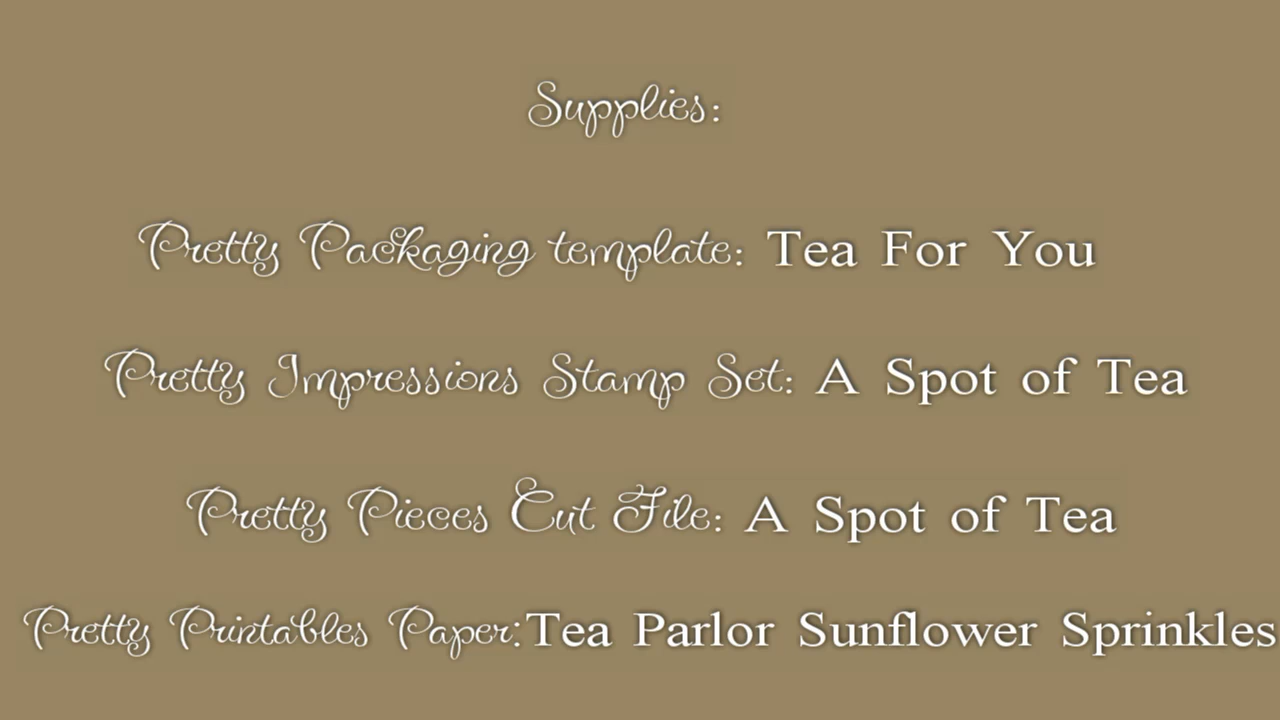 Supplies:
Pretty Packaging template: Tea For You
Pretty Impressions Stamp Set: A Spot of Tea
Pretty Pieces Cut File: A Spot of Tea
Pretty Printables Paper:Tea Parlor Sunflower Sprinkles